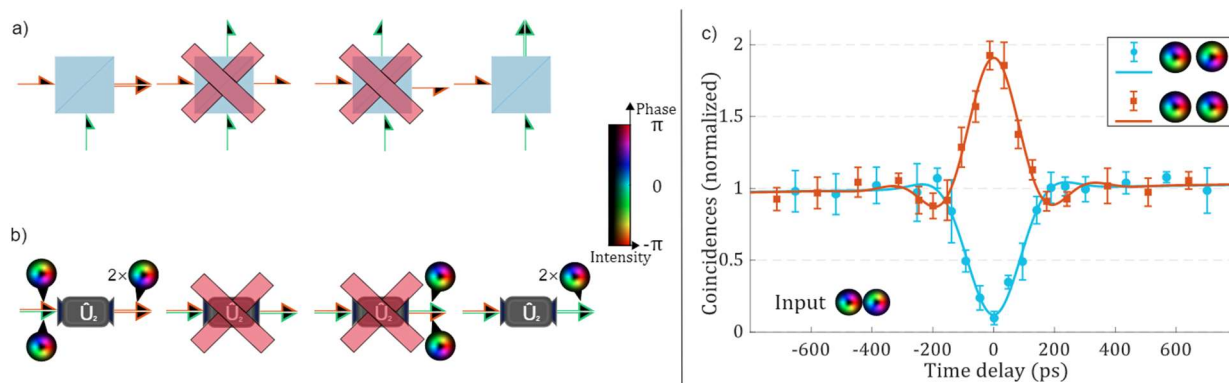 a)
Phase
π
0
-π
Intensity
b)
2×
Û₂
Û₂
Û₂
2×
Û₂
c)
Coincidences (normalized)
2
1.5
1
0.5
0
Input
-600 -400 -200 0 200 400 600
Time delay (ps)